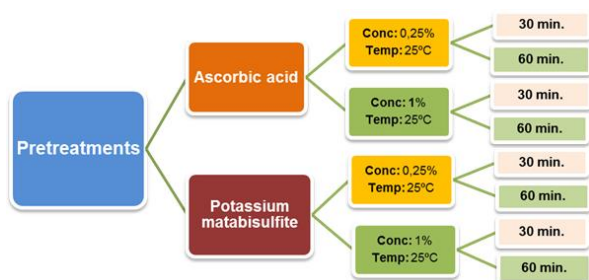 Pretreatments
Ascorbic acid
Conc: 0,25%
Temp: 25ºC
30 min.
60 min.
Conc: 1%
Temp: 25ºC
30 min.
60 min.
Potassium
matabisulfite
Conc: 0,25%
Temp: 25ºC
30 min.
60 min.
Conc: 1%
Temp: 25ºC
30 min.
60 min.